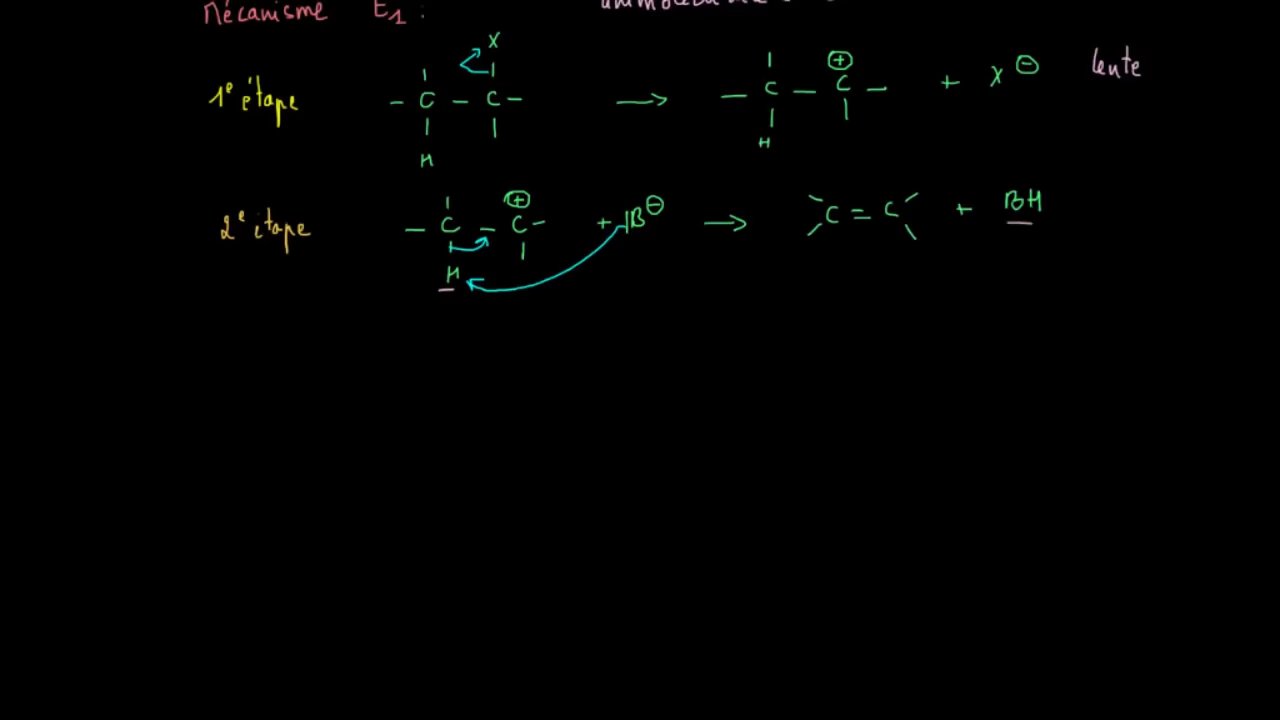 Mécanisme E1 :
1e étape - C - C - → - C - C - + X ⊖ lente
X H ⊕ H
2e étape - C - C - + |B ⊖ → C = C + BH
⊕ H